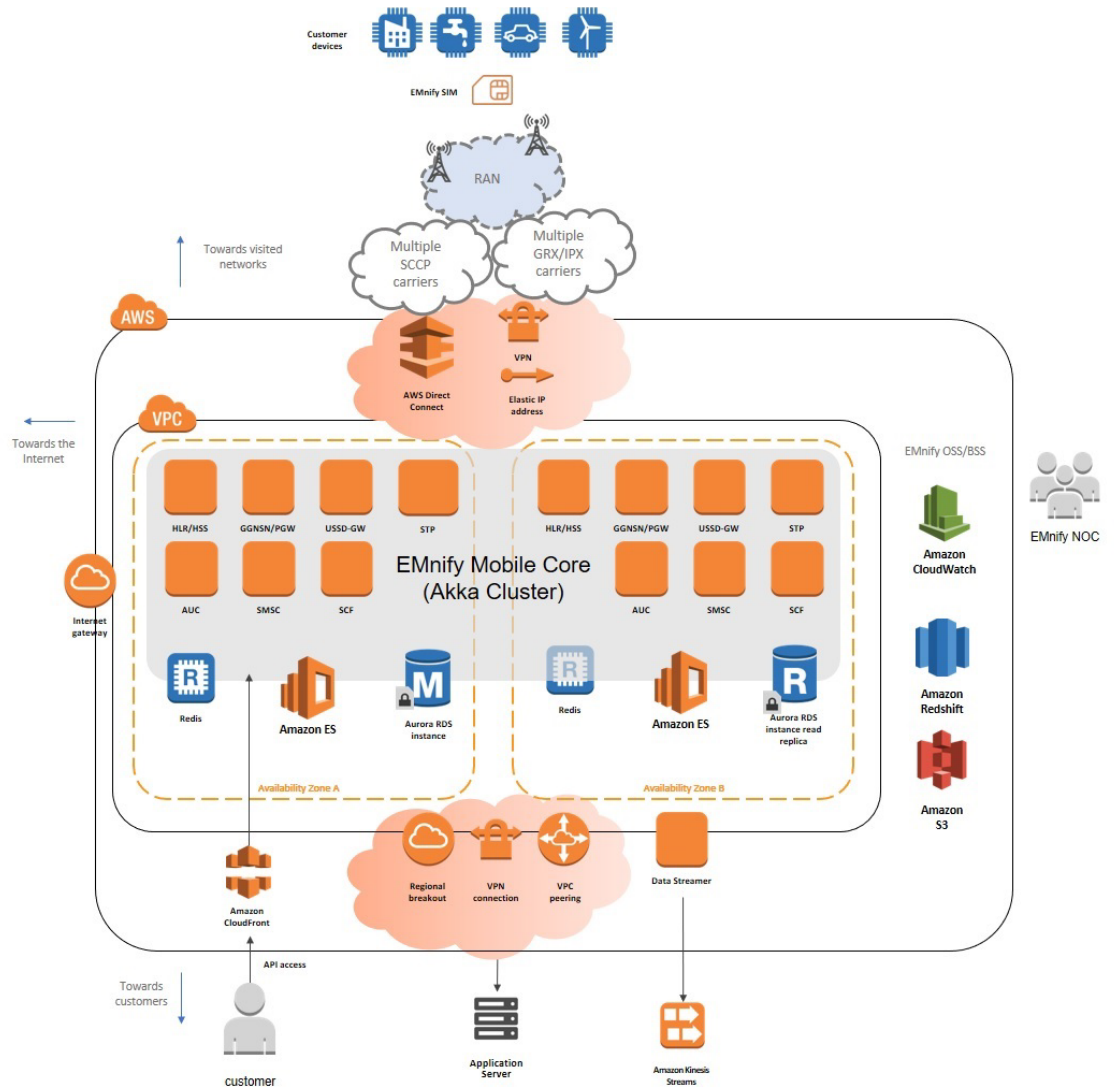 Customer
devices
EMnify SIM
RAN
Multiple
SCCP
carriers
Multiple
GRX/IPX
carriers
Towards visited
networks
AWS
VPN
AWS Direct
Connect
Elastic IP
address
VPC
Towards the
Internet
EMnify OSS/BSS
HLR/HSS
GGNSN/PGW
USSD-GW
STP
HLR/HSS
GGNSN/PGW
USSD-GW
STP
EMnify NOC
Amazon
CloudWatch
EMnify Mobile Core
(Akka Cluster)
AUC
SMSC
SCF
AUC
SMSC
SCF
Internet
gateway
R
M
R
R
Redis
Amazon ES
Aurora RDS
instance
Redis
Amazon ES
Aurora RDS
instance read
replica
Amazon
Redshift
Availability Zone A
Availability Zone B
Amazon
S3
Regional
breakout
VPN
connection
VPC
peering
Data Streamer
Amazon
CloudFront
API access
Towards
customers
customer
Application
Server
Amazon Kinesis
Streams